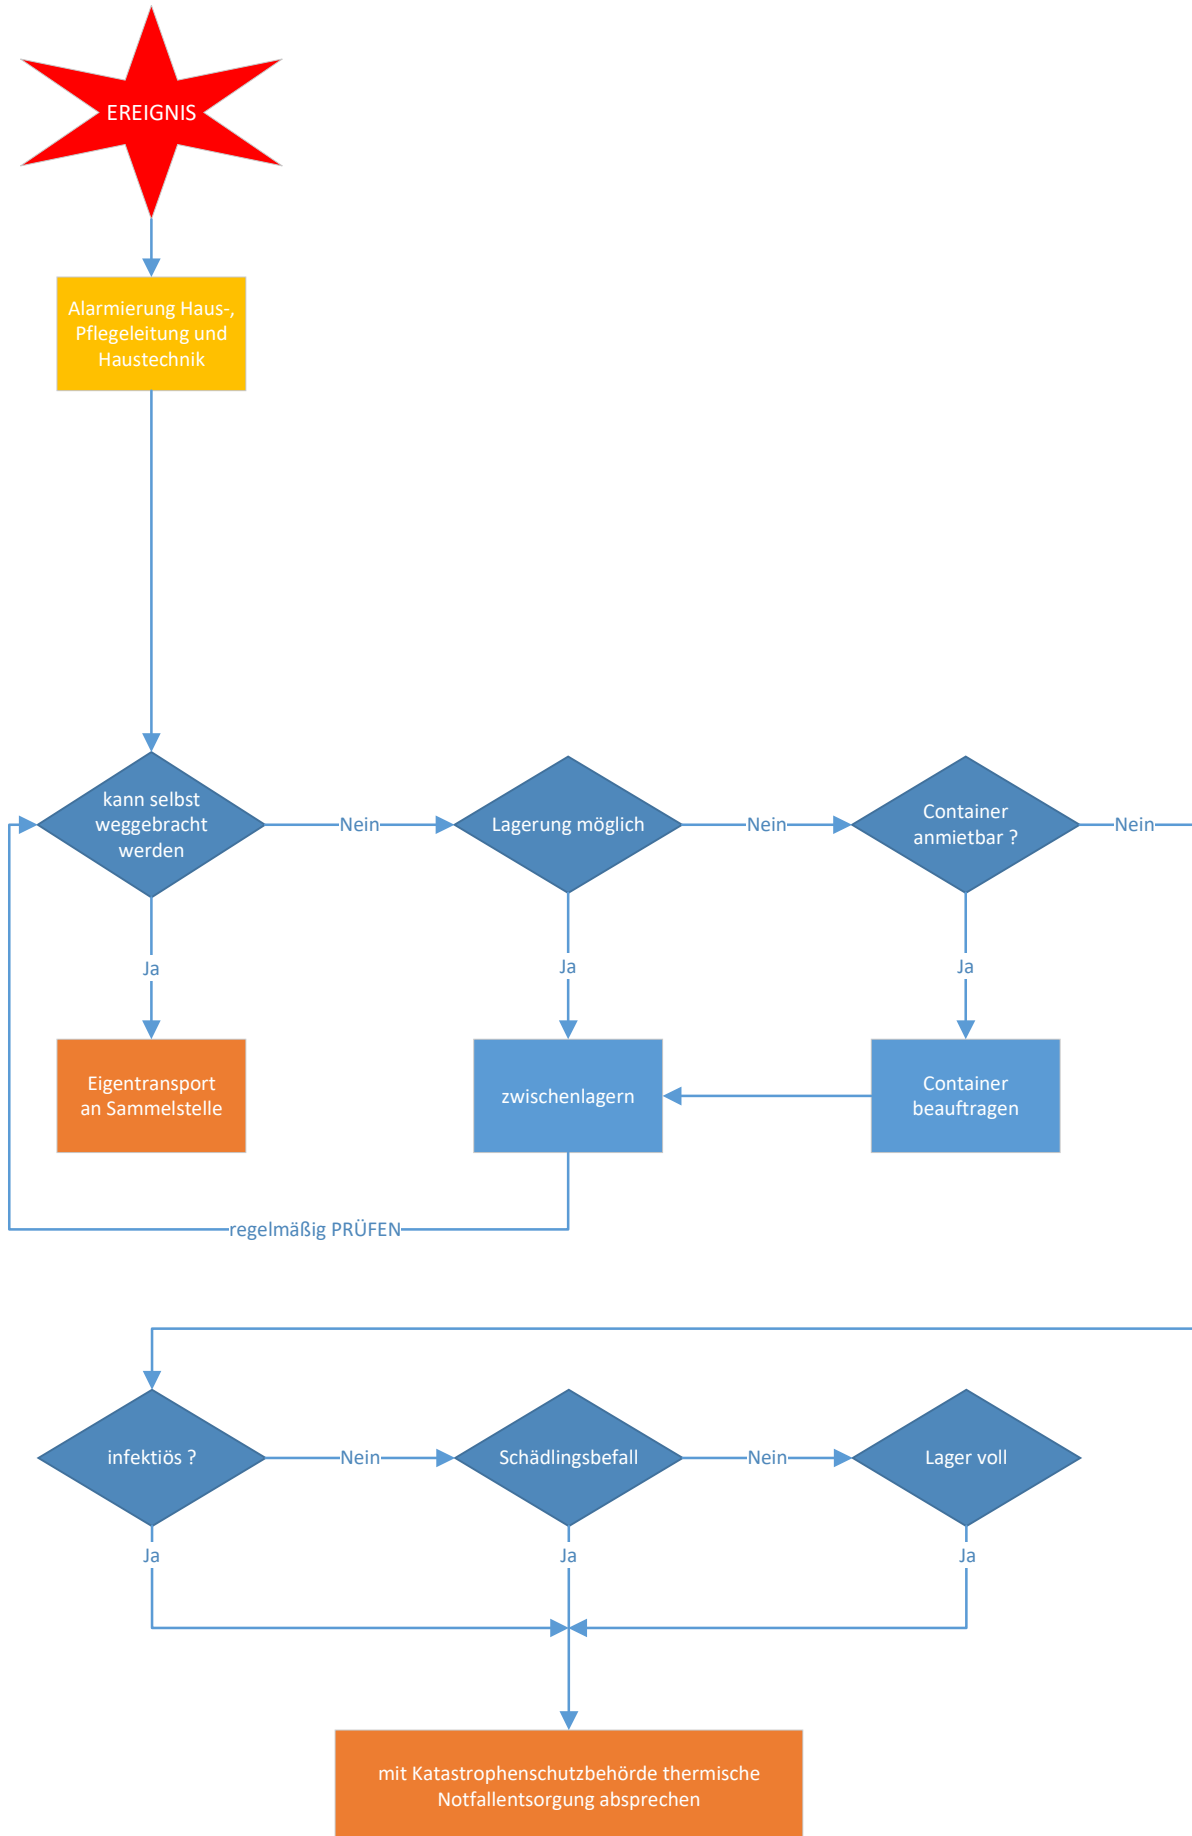 EREIGNIS
Alarmierung Haus-,
Pflegeleitung und
Haustechnik
kann selbst
weggebracht
werden
Nein
Lagerung möglich
Nein
Container
anmietbar ?
Nein
Ja
Ja
Ja
Eigentransport
an Sammelstelle
zwischenlagern
Container
beauftragen
regelmäßig PRÜFEN
infektiös ?
Nein
Schädlingsbefall
Nein
Lager voll
Ja
Ja
Ja
mit Katastrophenschutzbehörde thermische
Notfallentsorgung absprechen